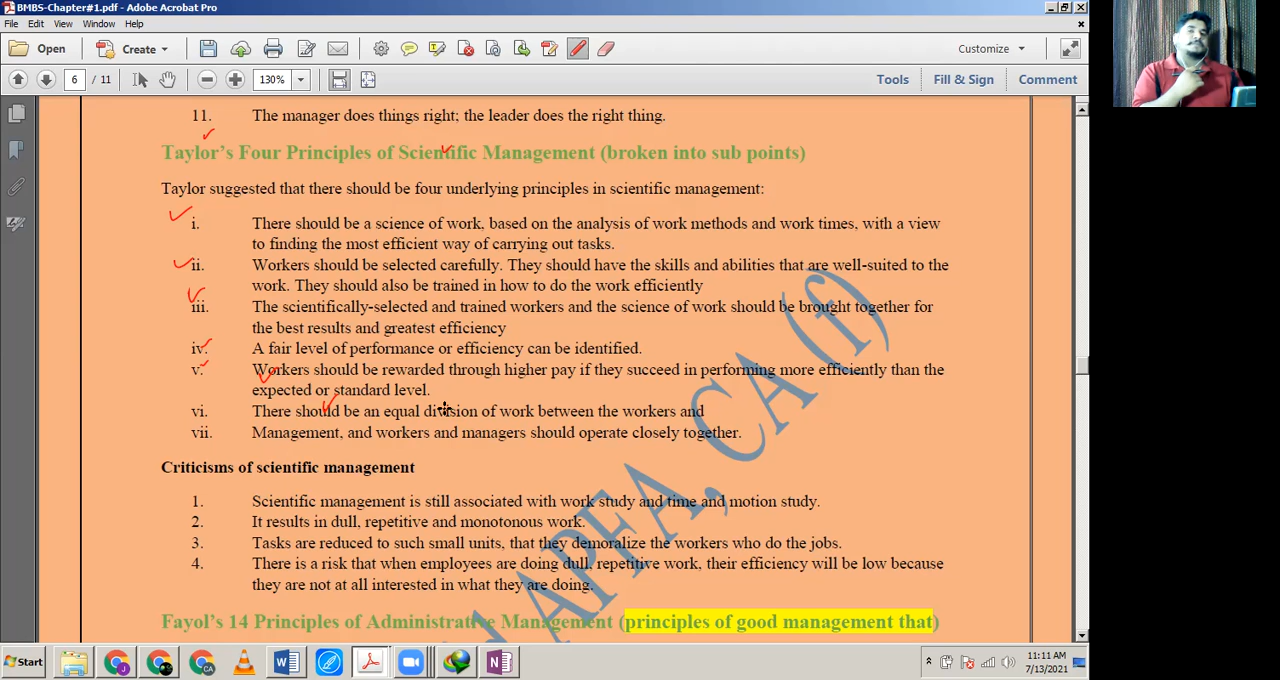 BMBS-Chapter#1.pdf - Adobe Acrobat Pro
File Edit View Window Help
Open Create Customize
6 / 11 130% Tools Fill & Sign Comment
11. The manager does things right; the leader does the right thing.
Taylor's Four Principles of Scientific Management (broken into sub points)
Taylor suggested that there should be four underlying principles in scientific management:
i. There should be a science of work, based on the analysis of work methods and work times, with a view
to finding the most efficient way of carrying out tasks.
ii. Workers should be selected carefully. They should have the skills and abilities that are well-suited to the
work. They should also be trained in how to do the work efficiently
iii. The scientifically-selected and trained workers and the science of work should be brought together for
the best results and greatest efficiency
iv. A fair level of performance or efficiency can be identified.
v. Workers should be rewarded through higher pay if they succeed in performing more efficiently than the
expected or standard level.
vi. There should be an equal division of work between the workers and
vii. Management, and workers and managers should operate closely together.
Criticisms of scientific management
1. Scientific management is still associated with work study and time and motion study.
2. It results in dull, repetitive and monotonous work.
3. Tasks are reduced to such small units, that they demoralize the workers who do the jobs.
4. There is a risk that when employees are doing dull, repetitive work, their efficiency will be low because
they are not at all interested in what they are doing.
Fayol's 14 Principles of Administrative Management (principles of good management that)
APFA, CA (f)
Start
11:11 AM
7/13/2021